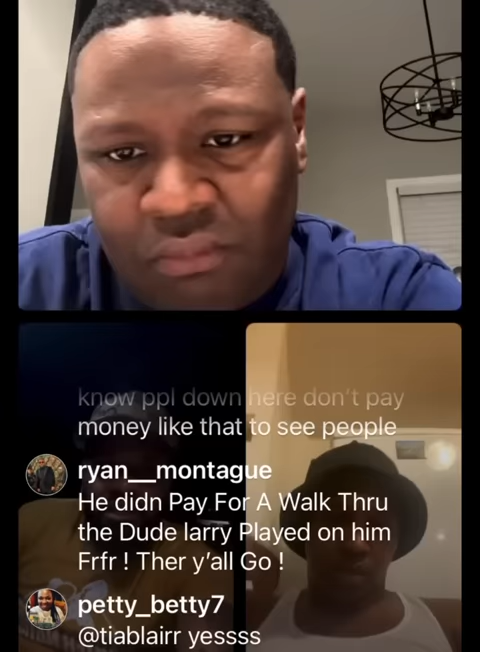 know ppl down here don't pay
money like that to see people
ryan__montague
He didn Pay For A Walk Thru
the Dude larry Played on him
Frfr ! Ther y'all Go !
petty_betty7
@tiablairr yessss